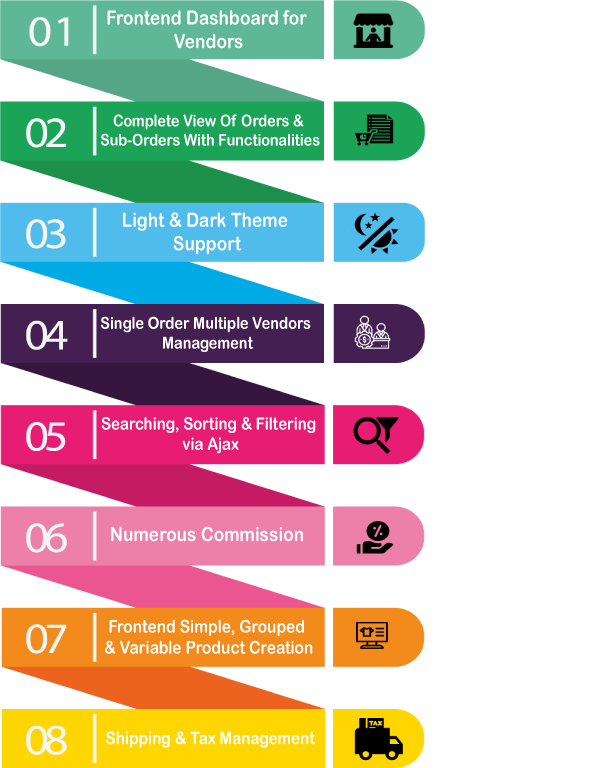 01
Frontend Dashboard for
Vendors
02
Complete View Of Orders &
Sub-Orders With Functionalities
03
Light & Dark Theme
Support
04
Single Order Multiple Vendors
Management
$
05
Searching, Sorting & Filtering
via Ajax
06
Numerous Commission
%
07
Frontend Simple, Grouped
& Variable Product Creation
08
Shipping & Tax Management
TAX